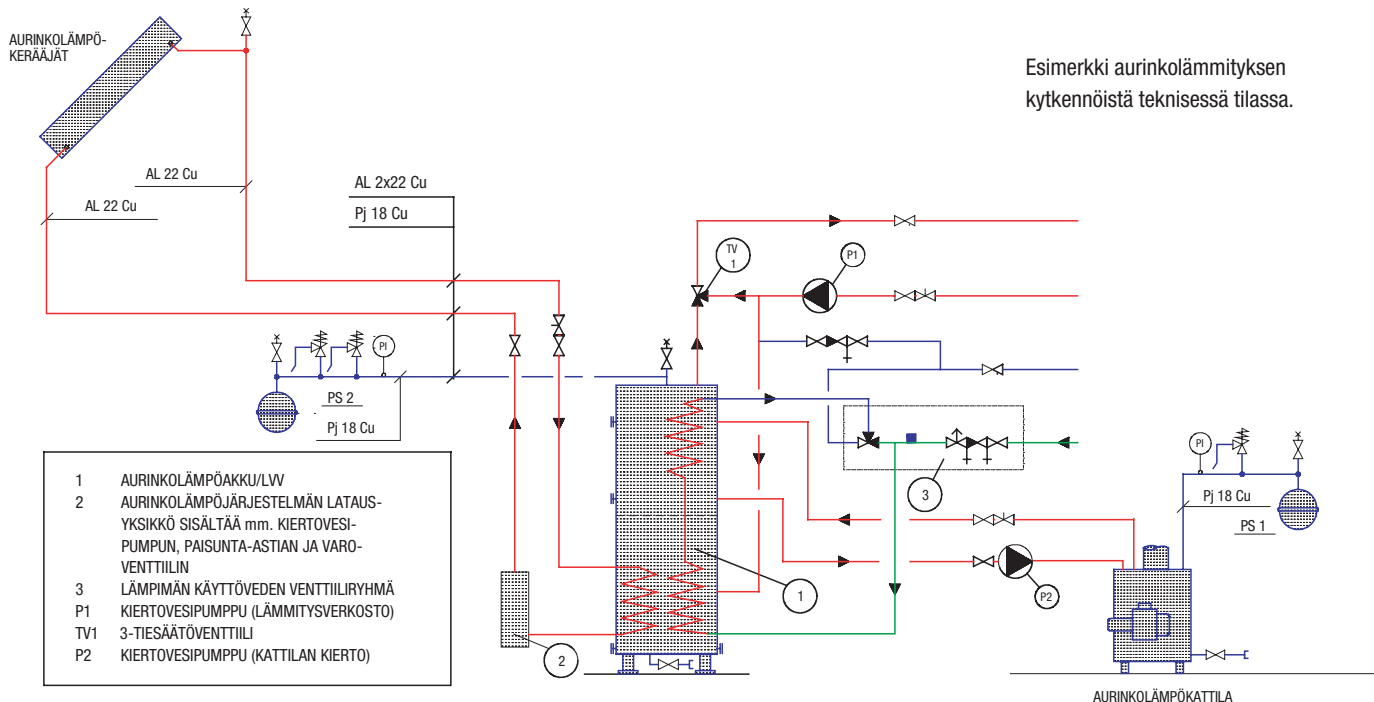 AURINKOLÄMPÖ-
KERÄÄJÄT
Esimerkki aurinkolämmityksen
kytkennöistä teknisessä tilassa.
AL 22 Cu
AL 22 Cu
AL 2x22 Cu
Pj 18 Cu
TV
1
P1
PI
PS 2
Pj 18 Cu
3
PI
Pj 18 Cu
PS 1
1
2
P2
1 AURINKOLÄMPÖAKKU/LVV
2 AURINKOLÄMPÖJÄRJESTELMÄN LATAUS-
YKSIKKÖ SISÄLTÄÄ mm. KIERTOVESI-
PUMPUN, PAISUNTA-ASTIAN JA VARO-
VENTTIILIN
3 LÄMPIMÄN KÄYTTÖVEDEN VENTTIILIRYHMÄ
P1 KIERTOVESIPUMPPU (LÄMMITYSVERKOSTO)
TV1 3-TIESÄÄTÖVENTTIILI
P2 KIERTOVESIPUMPPU (KATTILAN KIERTO)
AURINKOLÄMPÖKATTILA